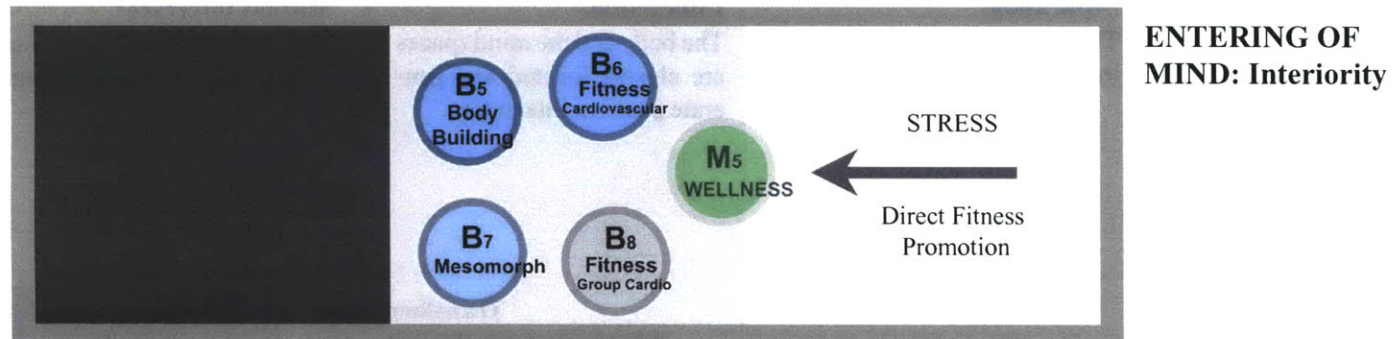 ENTERING OF
MIND: Interiority
B5
Body
Building
B6
Fitness
Cardiovascular
M5
WELLNESS
STRESS
Direct Fitness
Promotion
B7
Mesomorph
B8
Fitness
Group Cardio